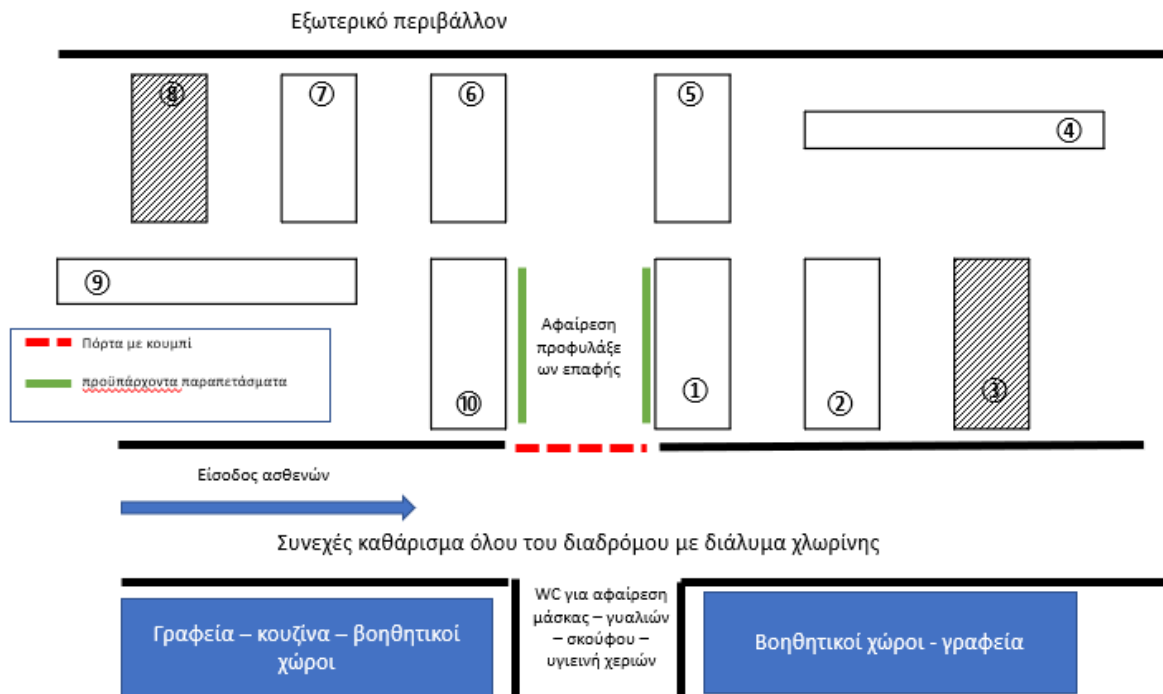 Εξωτερικό περιβάλλον
⑧
⑦
⑥
⑤
④
⑨
Πόρτα με κουμπί
προϋπάρχοντα παραπετάσματα
⑩
Αφαίρεση
προφυλάξε
ων επαφής
①
②
③
Είσοδος ασθενών
Συνεχές καθάρισμα όλου του διαδρόμου με διάλυμα χλωρίνης
Γραφεία – κουζίνα – βοηθητικοί
χώροι
WC για αφαίρεση
μάσκας – γυαλιών
– σκούφου –
υγιεινή χεριών
Βοηθητικοί χώροι - γραφεία